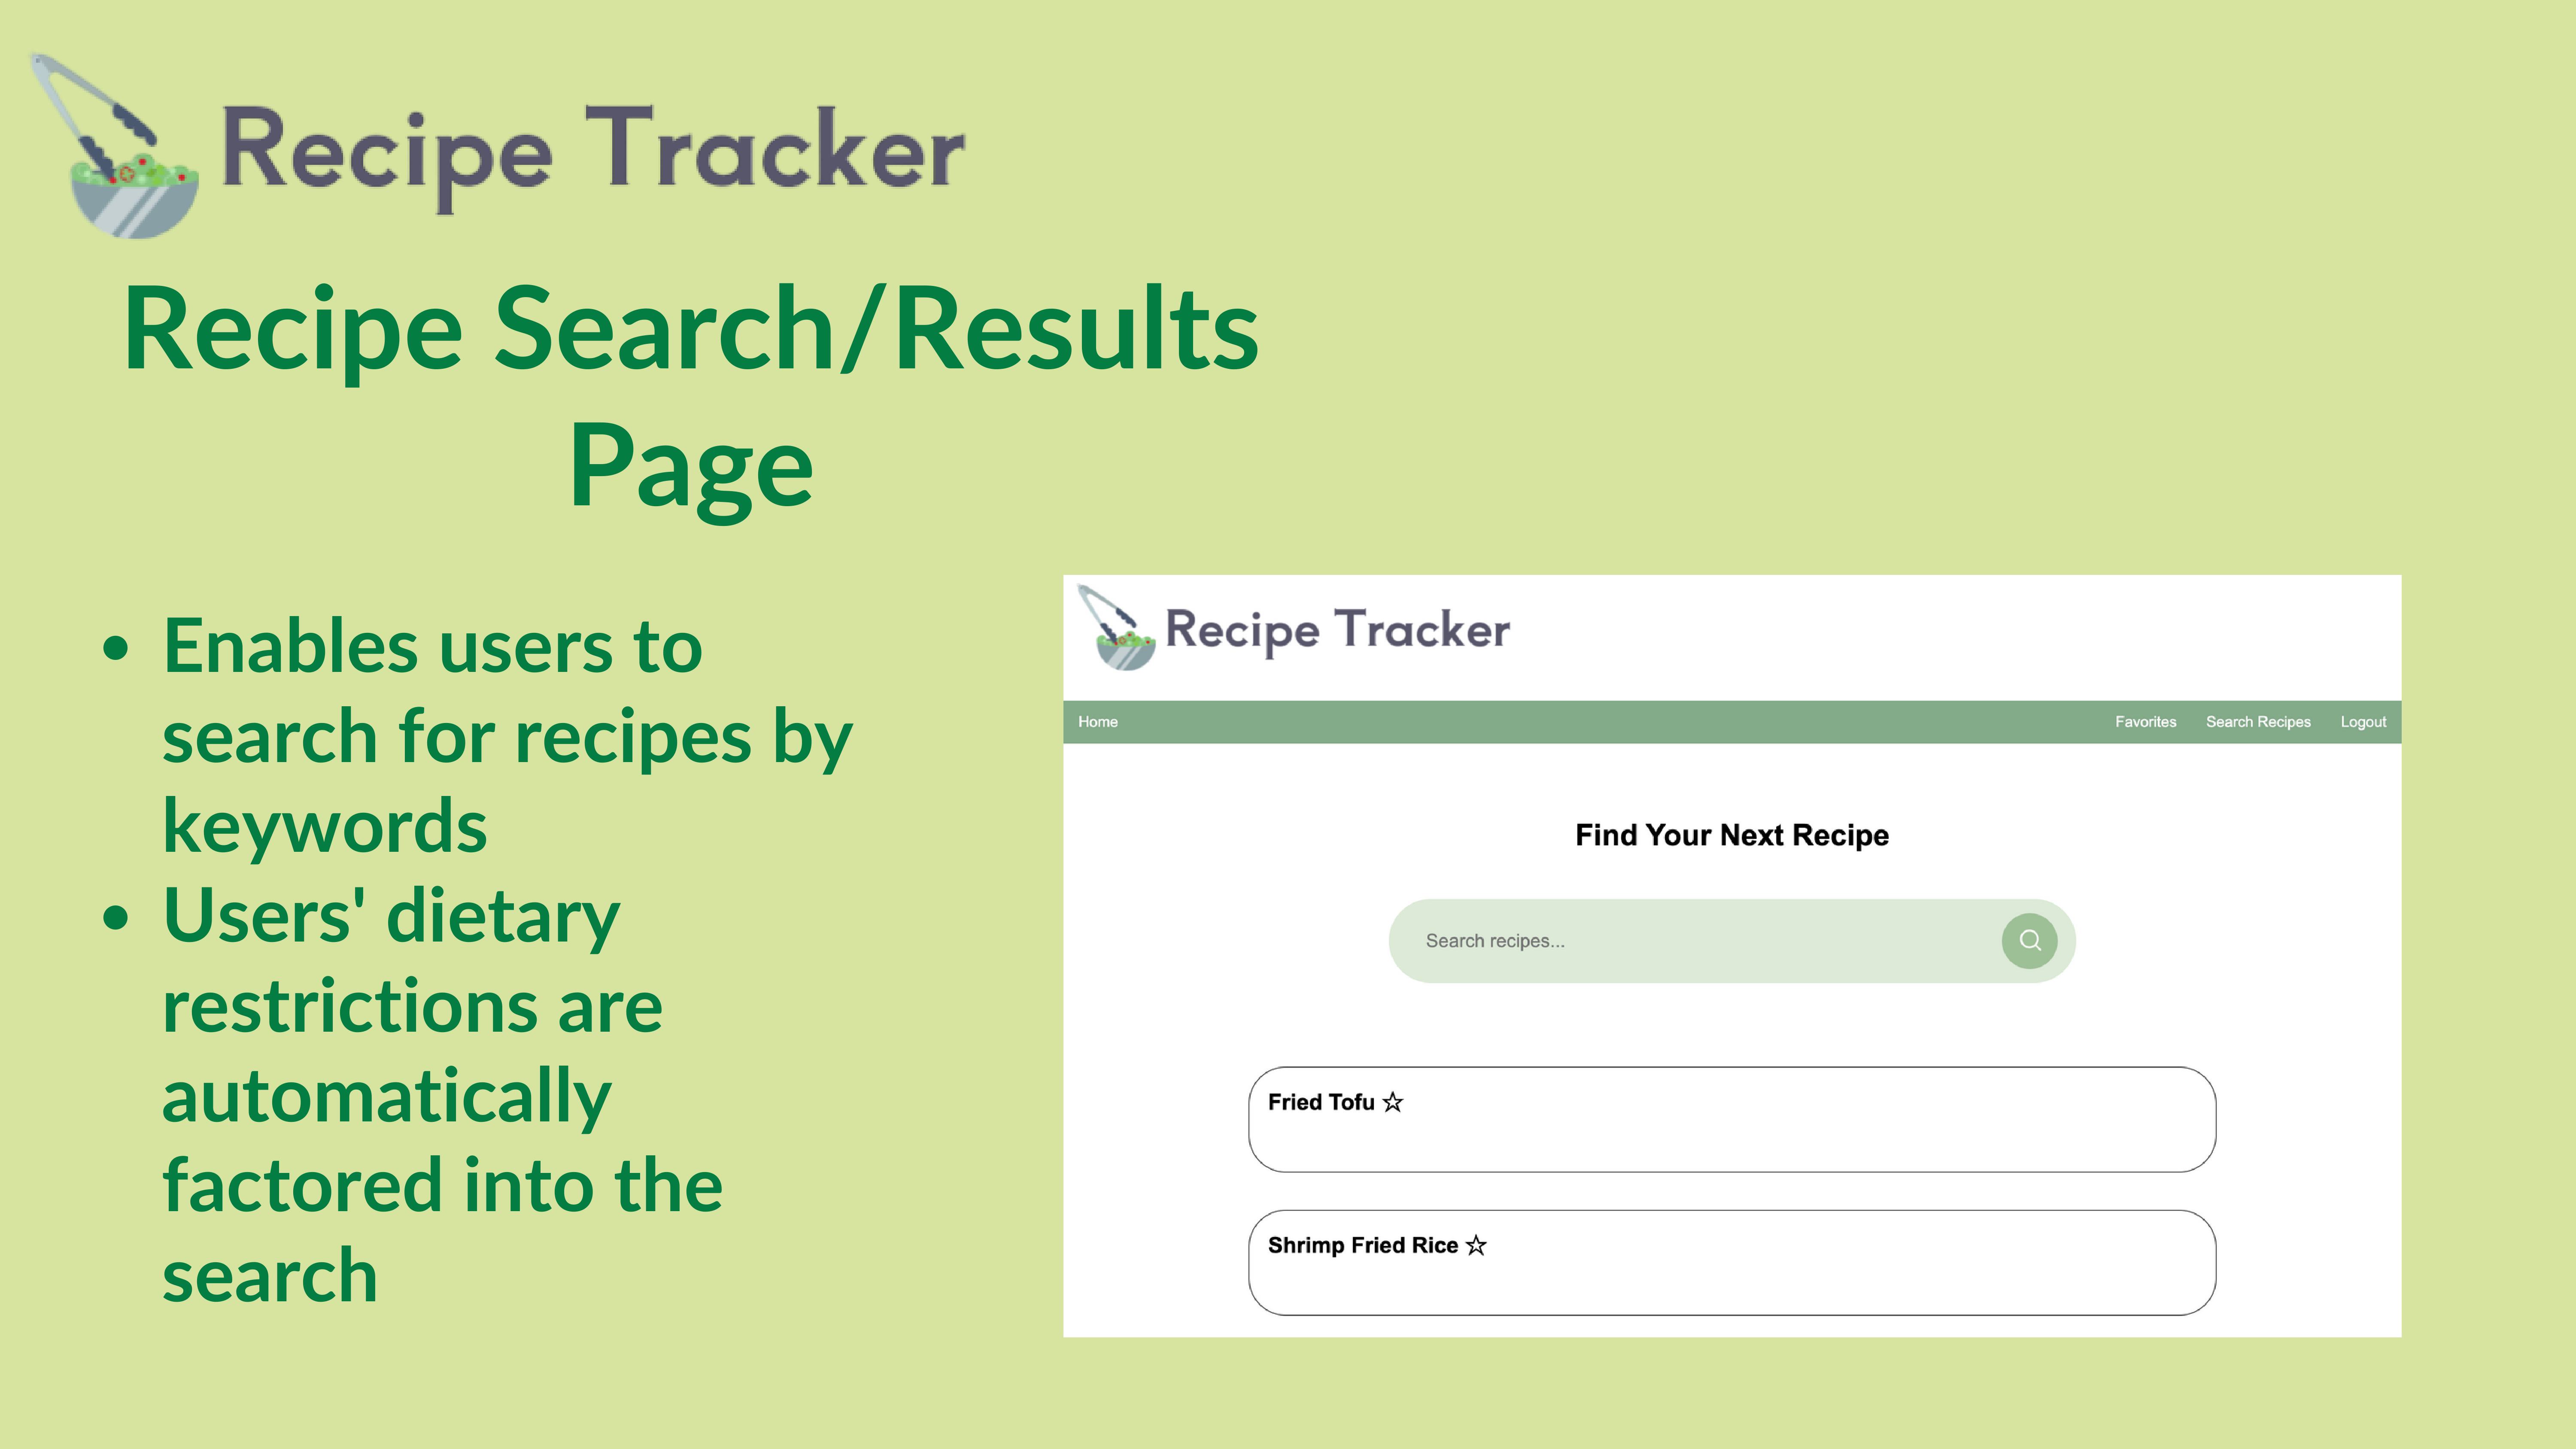 Recipe Tracker
Recipe Search/Results
Page
• Enables users to
search for recipes by
keywords
• Users' dietary
restrictions are
automatically
factored into the
search
Recipe Tracker
Home Favorites Search Recipes Logout
Find Your Next Recipe
Search recipes...
Fried Tofu ☆
Shrimp Fried Rice ☆